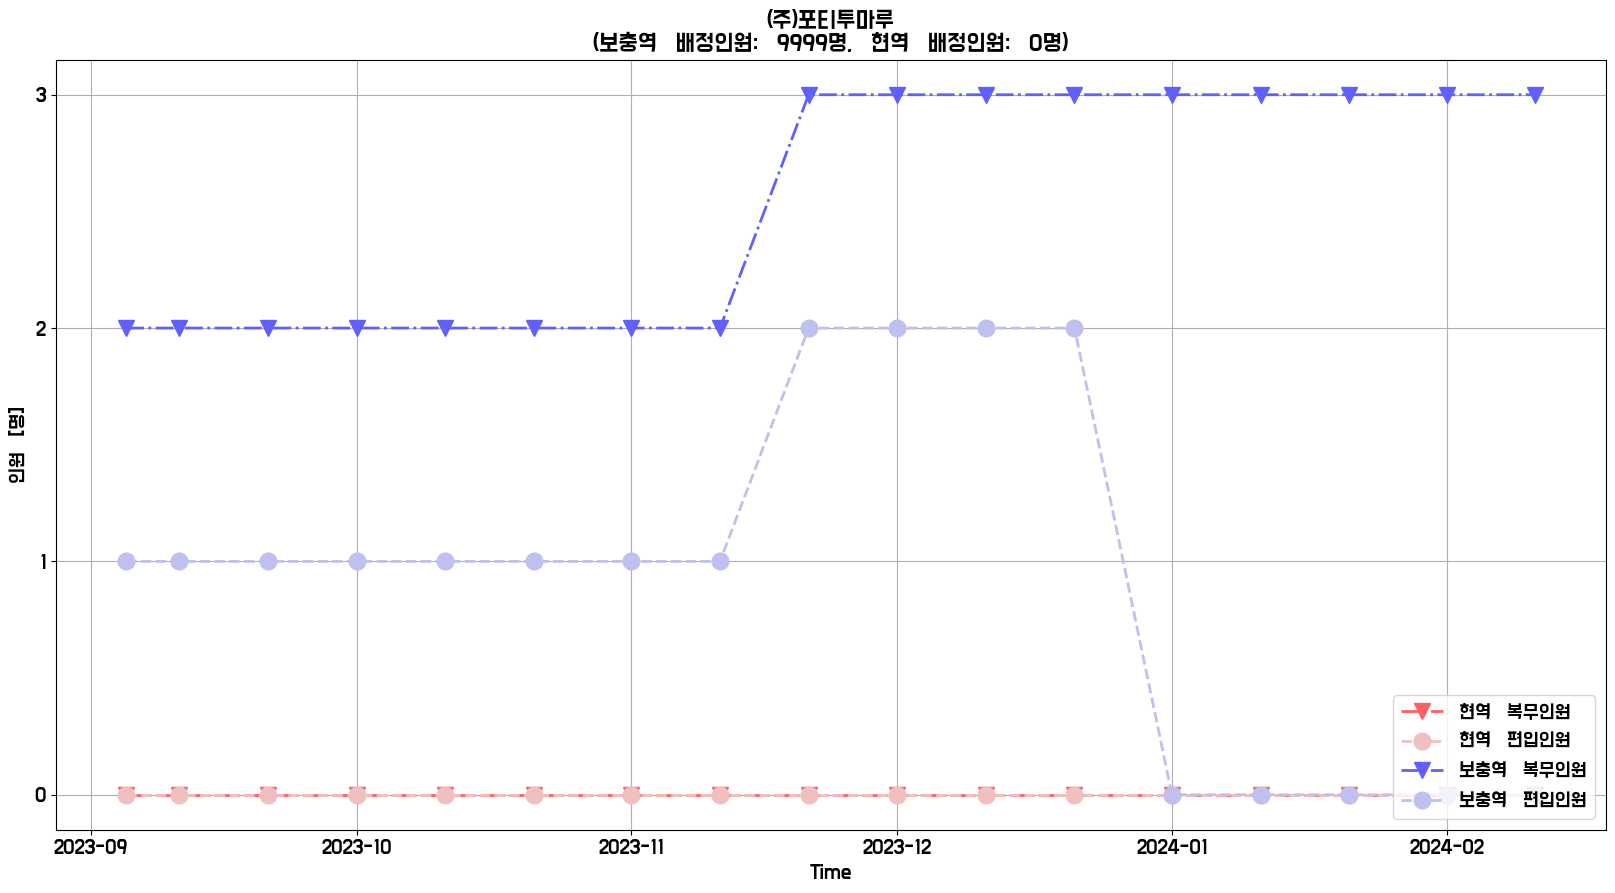 (주)포티투마루
(보충역 배정인원: 9999명, 현역 배정인원: 0명)
3
2
1
0
인원 [명]
2023-09 2023-10 2023-11 2023-12 2024-01 2024-02
Time
현역 복무인원
현역 편입인원
보충역 복무인원
보충역 편입인원